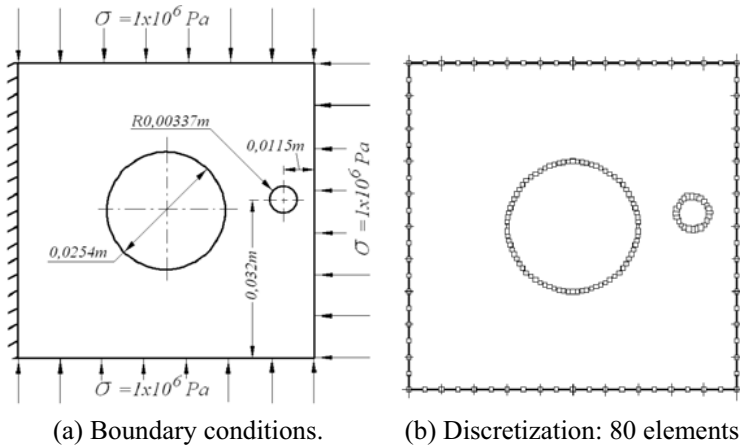 σ = 1x10⁶ Pa
R0,00337m
0,0115m
σ = 1x10⁶ Pa
0,0254m
0,032m
σ = 1x10⁶ Pa
(a) Boundary conditions.
(b) Discretization: 80 elements